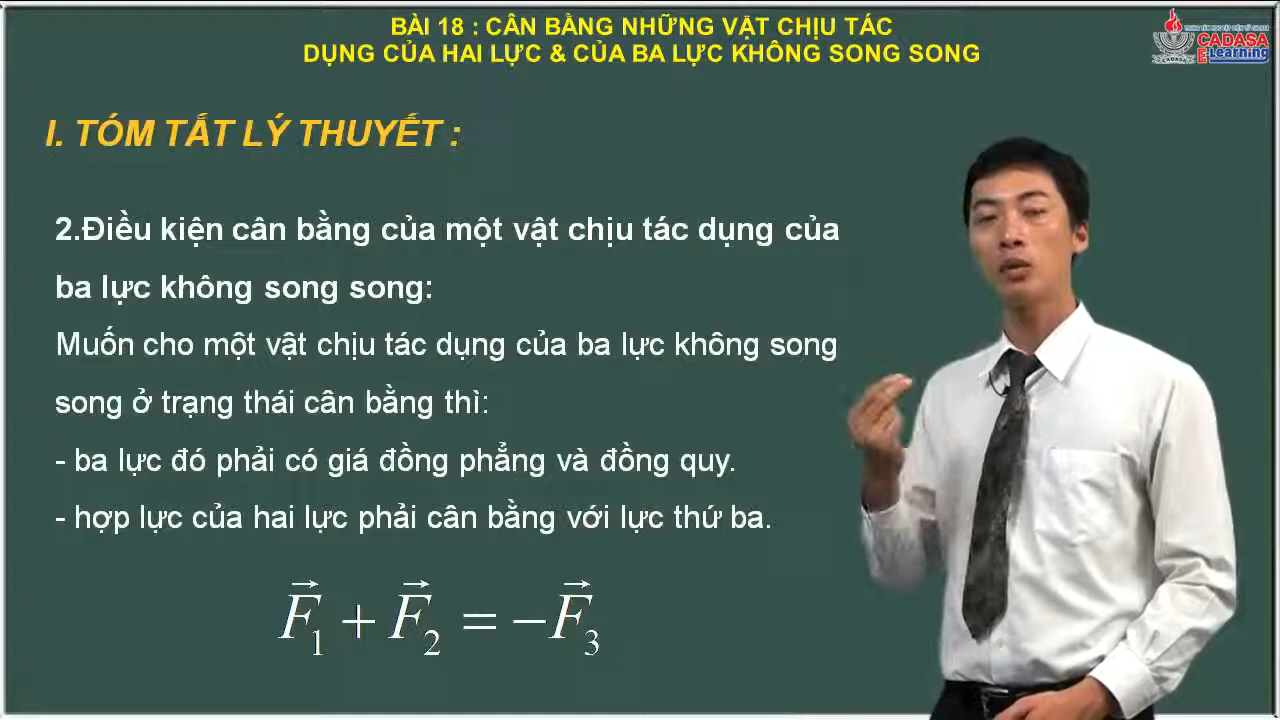 BÀI 18 : CÂN BẰNG NHỮNG VẬT CHỊU TÁC
DỤNG CỦA HAI LỰC & CỦA BA LỰC KHÔNG SONG SONG
CADASA
E Learning
I. TÓM TẮT LÝ THUYẾT :
2.Điều kiện cân bằng của một vật chịu tác dụng của
ba lực không song song:
Muốn cho một vật chịu tác dụng của ba lực không song
song ở trạng thái cân bằng thì:
- ba lực đó phải có giá đồng phẳng và đồng quy.
- hợp lực của hai lực phải cân bằng với lực thứ ba.
F⃗₁ + F⃗₂ = −F⃗₃